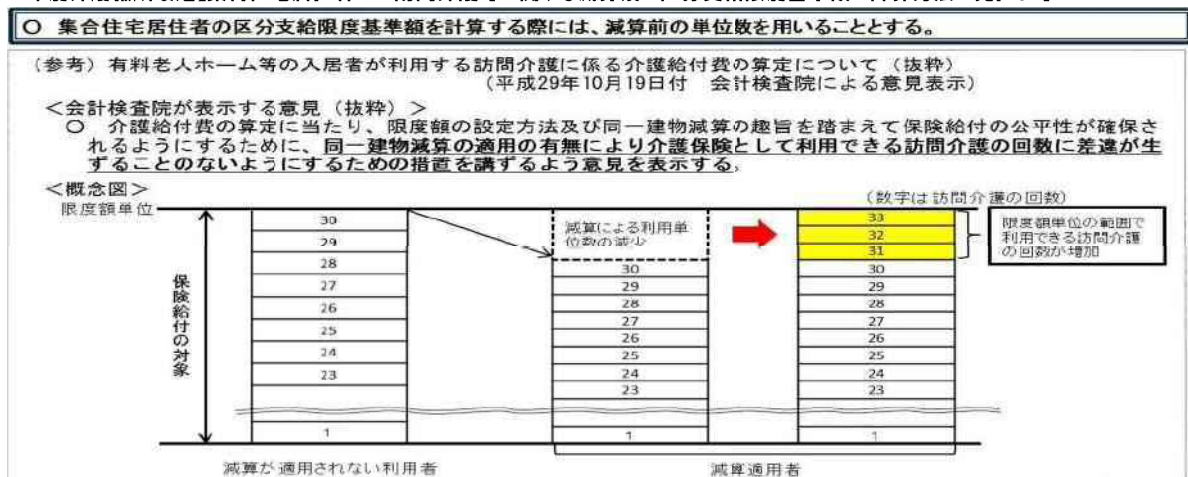 ○ 集合住宅居住者の区分支給限度基準額を計算する際には、減算前の単位数を用いることとする。
(参考)有料老人ホーム等の入居者が利用する訪問介護に係る介護給付費の算定について(抜粋)
(平成29年10月19日付 会計検査院による意見表示)
<会計検査院が表示する意見(抜粋)>
○ 介護給付費の算定に当たり、限度額の設定方法及び同一建物減算の趣旨を踏まえて保険給付の公平性が確保さ
れるようにするために、同一建物減算の適用の有無により介護保険として利用できる訪問介護の回数に差違が生
ずることのないようにするための措置を講ずるよう意見を表示する。
<概念図>
(数字は訪問介護の回数)
限度額単位
保険給付の対象
30
29
28
27
26
25
24
23
1
減算が適用されない利用者
減算による利用単
位数の減少
30
29
28
27
26
25
24
23
1
33
32
31
30
29
28
27
26
25
24
23
1
減算適用者
限度額単位の範囲で
利用できる訪問介護
の回数が増加